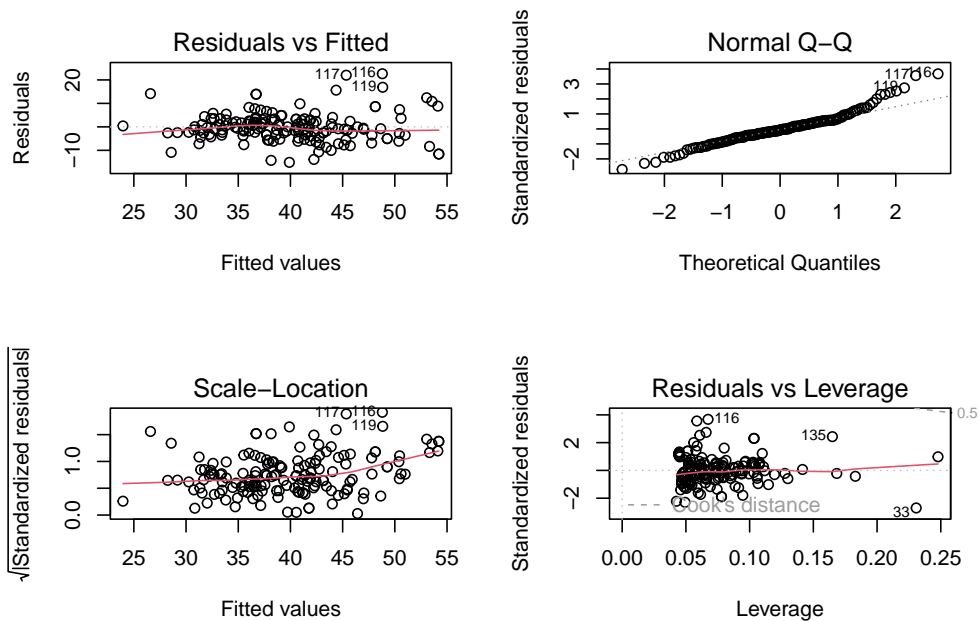 Residuals vs Fitted
Residuals
20
−10
117
116
119
25 30 35 40 45 50 55
Fitted values
Normal Q−Q
Standardized residuals
3
1
−2
117
116
119
−2 −1 0 1 2
Theoretical Quantiles
Scale−Location
√|Standardized residuals|
1.0
0.0
117
116
119
25 30 35 40 45 50 55
Fitted values
Residuals vs Leverage
Standardized residuals
2
−2
116
135
33
0.5
Cook's distance
0.00 0.05 0.10 0.15 0.20 0.25
Leverage